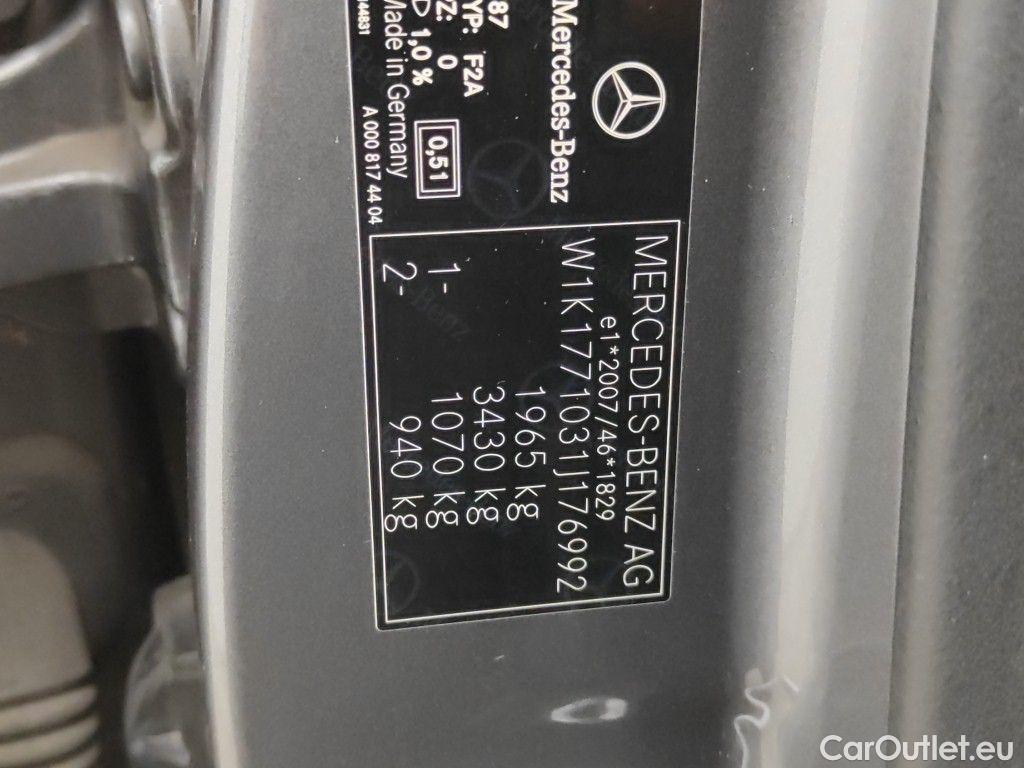 Mercedes-Benz
87
YP: F2A
Z: 0
D 1,0 %
0,51
Made in Germany
A 000 817 44 04
MERCEDES-BENZ AG
e1*2007/46*1829
W1K1771031J176992
1965 kg
3430 kg
1- 1070 kg
2- 940 kg
CarOutlet.eu